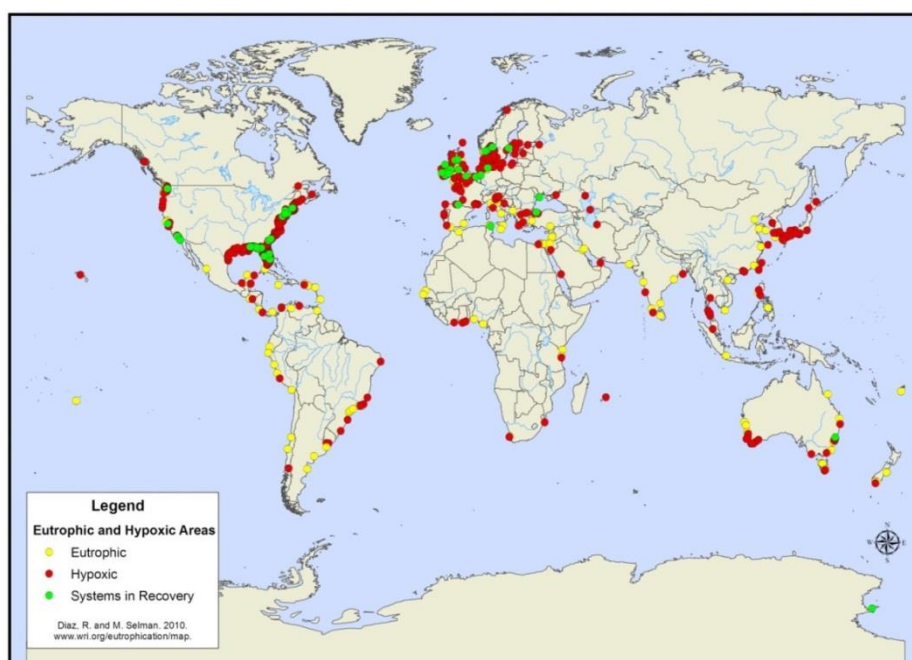 Legend
Eutrophic and Hypoxic Areas
Eutrophic
Hypoxic
Systems in Recovery
Diaz, R. and M. Selman. 2010.
www.wri.org/eutrophication/map.
N
W E
S